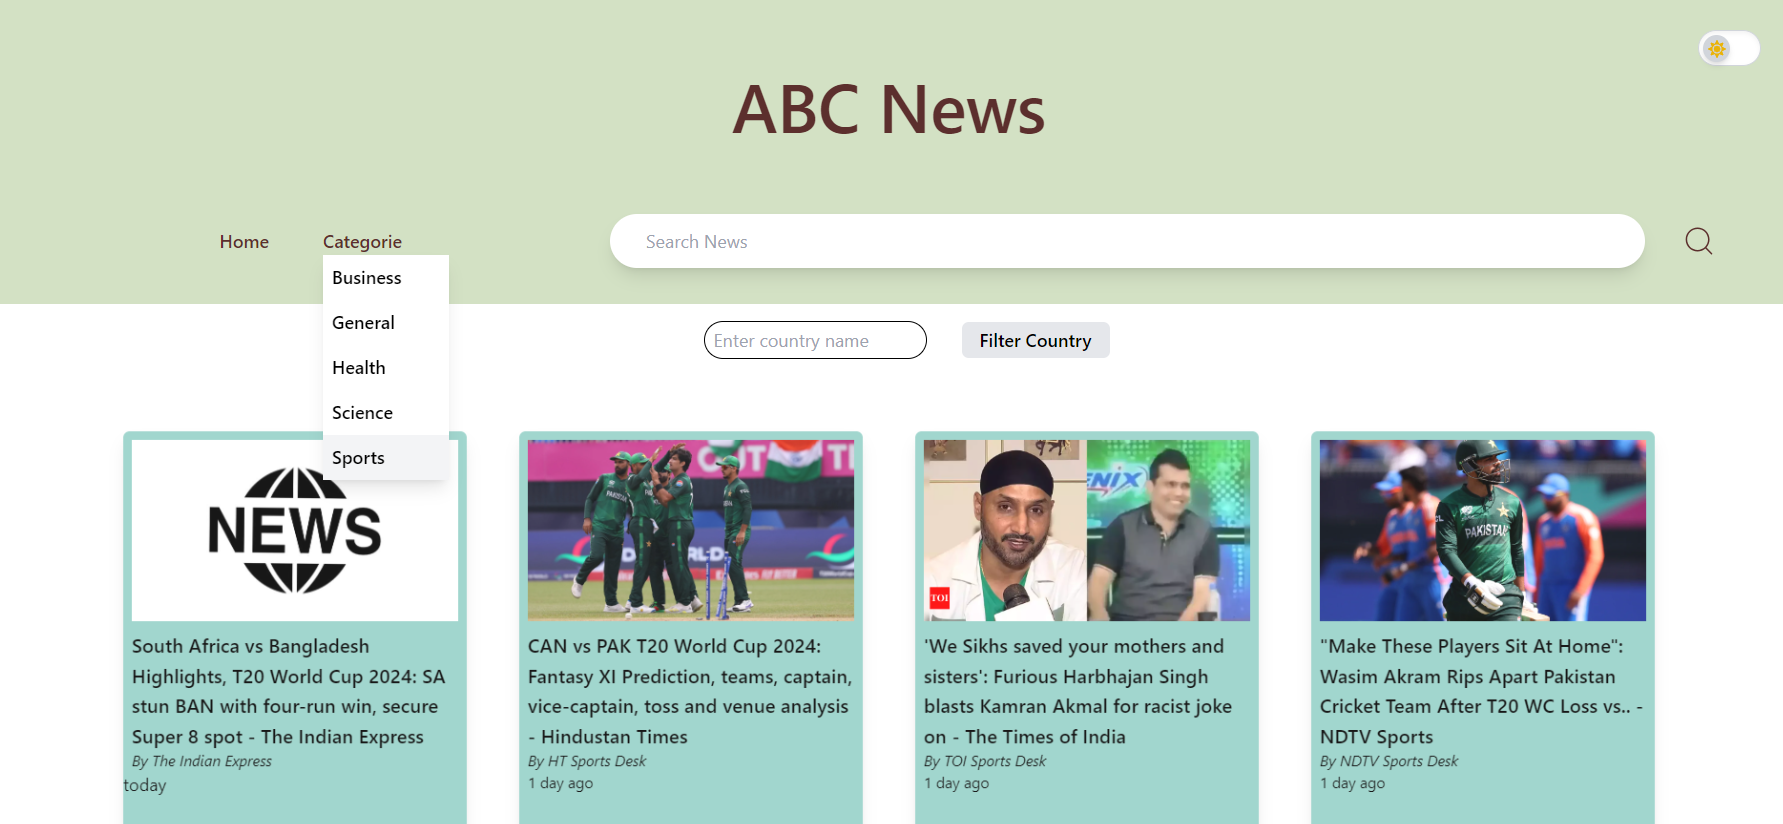 ABC News
Home
Categorie
Search News
Business
General
Health
Science
Sports
Enter country name
Filter Country
NEWS
South Africa vs Bangladesh
Highlights, T20 World Cup 2024: SA
stun BAN with four-run win, secure
Super 8 spot - The Indian Express
By The Indian Express
today
CAN vs PAK T20 World Cup 2024:
Fantasy XI Prediction, teams, captain,
vice-captain, toss and venue analysis
- Hindustan Times
By HT Sports Desk
1 day ago
ENIX
TOI
'We Sikhs saved your mothers and
sisters': Furious Harbhajan Singh
blasts Kamran Akmal for racist joke
on - The Times of India
By TOI Sports Desk
1 day ago
PAKISTAN
"Make These Players Sit At Home":
Wasim Akram Rips Apart Pakistan
Cricket Team After T20 WC Loss vs.. -
NDTV Sports
By NDTV Sports Desk
1 day ago